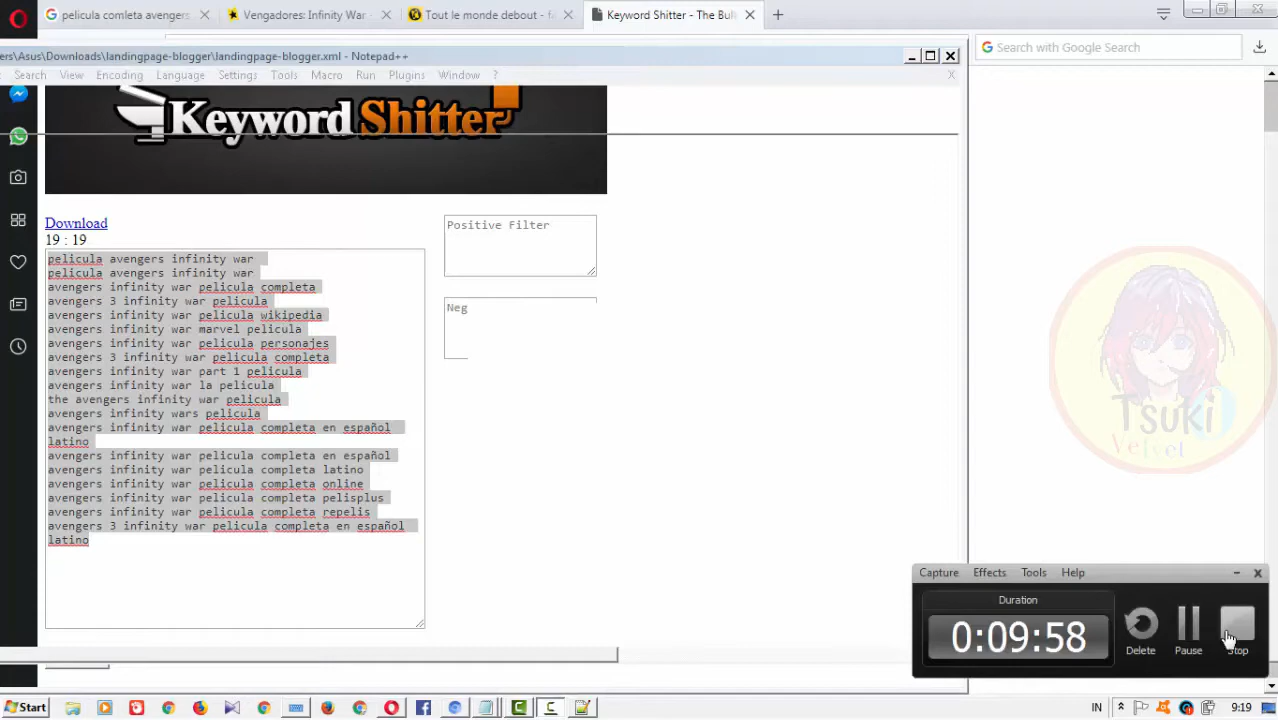 pelicula comleta avengers
Vengadores: Infinity War -
Tout le monde debout - fa
Keyword Shitter - The Bul
ers\Asus\Downloads\landingpage-blogger\landingpage-blogger.xml - Notepad++
Search with Google Search
Search View Encoding Language Settings Tools Macro Run Plugins Window ?
X
Keyword Shitter
Download
19 : 19
Positive Filter
pelicula avengers infinity war
pelicula avengers infinity war
avengers infinity war pelicula completa
avengers 3 infinity war pelicula
Neg
avengers infinity war pelicula wikipedia
avengers infinity war marvel pelicula
avengers infinity war pelicula personajes
avengers 3 infinity war pelicula completa
avengers infinity war part 1 pelicula
avengers infinity war la pelicula
the avengers infinity war pelicula
avengers infinity wars pelicula
avengers infinity war pelicula completa en español
latino
avengers infinity war pelicula completa en español
avengers infinity war pelicula completa latino
avengers infinity war pelicula completa online
avengers infinity war pelicula completa pelisplus
avengers infinity war pelicula completa repelis
avengers 3 infinity war pelicula completa en español
latino
Tsuki
Velvet
Capture Effects Tools Help
Duration
0:09:58
Delete Pause Stop
Start
IN
9:19